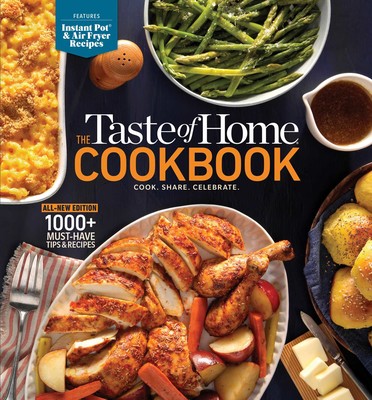 FEATURES
Instant Pot®
& Air Fryer
Recipes
THE Taste of Home
COOKBOOK
COOK. SHARE. CELEBRATE.
ALL-NEW EDITION
1000+
MUST-HAVE
TIPS & RECIPES